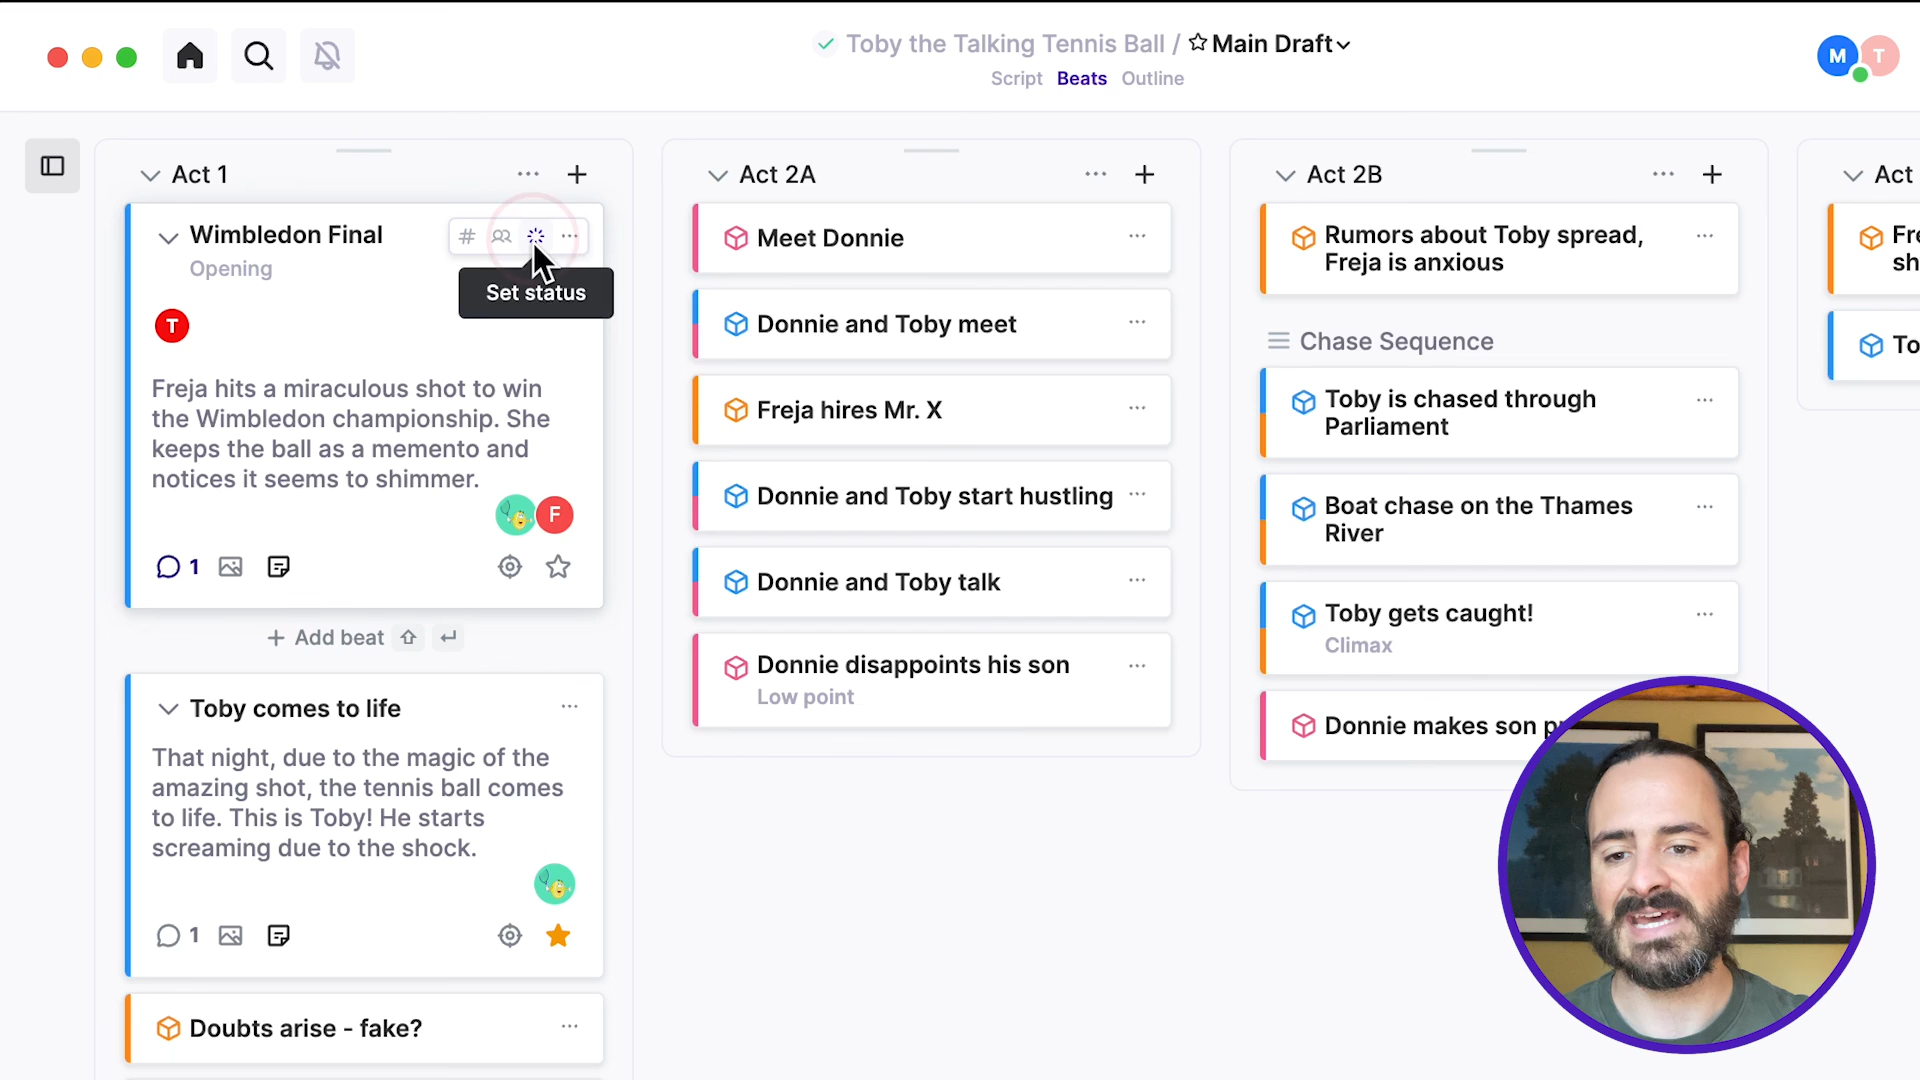 Toby the Talking Tennis Ball / Main Draft
Script Beats Outline
M
T
Act 1
Wimbledon Final
Opening
Set status
T
Freja hits a miraculous shot to win
the Wimbledon championship. She
keeps the ball as a memento and
notices it seems to shimmer.
F
1
+ Add beat
Toby comes to life
That night, due to the magic of the
amazing shot, the tennis ball comes
to life. This is Toby! He starts
screaming due to the shock.
1
Doubts arise - fake?
Act 2A
Meet Donnie
Donnie and Toby meet
Freja hires Mr. X
Donnie and Toby start hustling
Donnie and Toby talk
Donnie disappoints his son
Low point
Act 2B
Rumors about Toby spread,
Freja is anxious
Chase Sequence
Toby is chased through
Parliament
Boat chase on the Thames
River
Toby gets caught!
Climax
Donnie makes son
Act